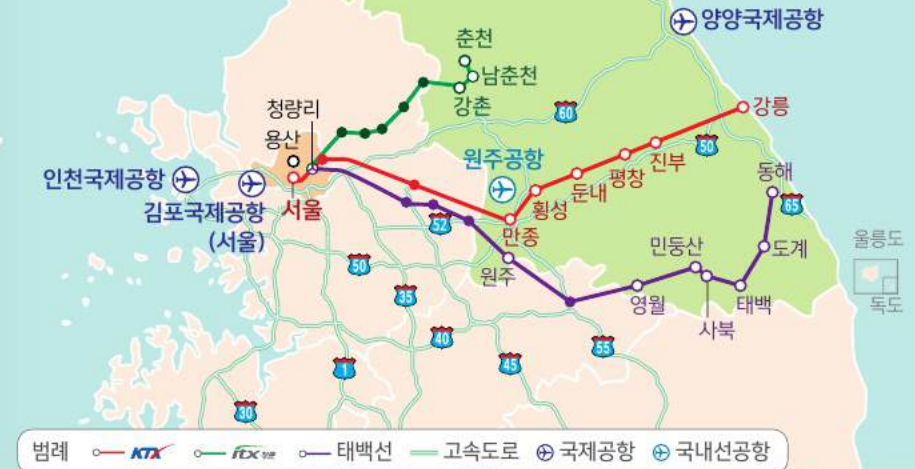 양양국제공항
춘천
남춘천
강촌
청량리
용산
60
강릉
인천국제공항
원주공항
진부
50
평창
김포국제공항
(서울)
서울
둔내
횡성
동해
65
52
만종
민둥산
울릉도
50
원주
도계
35
영월
태백
독도
사북
40
55
1
45
30
범례 KTX itx 청춘 태백선 고속도로 국제공항 국내선공항